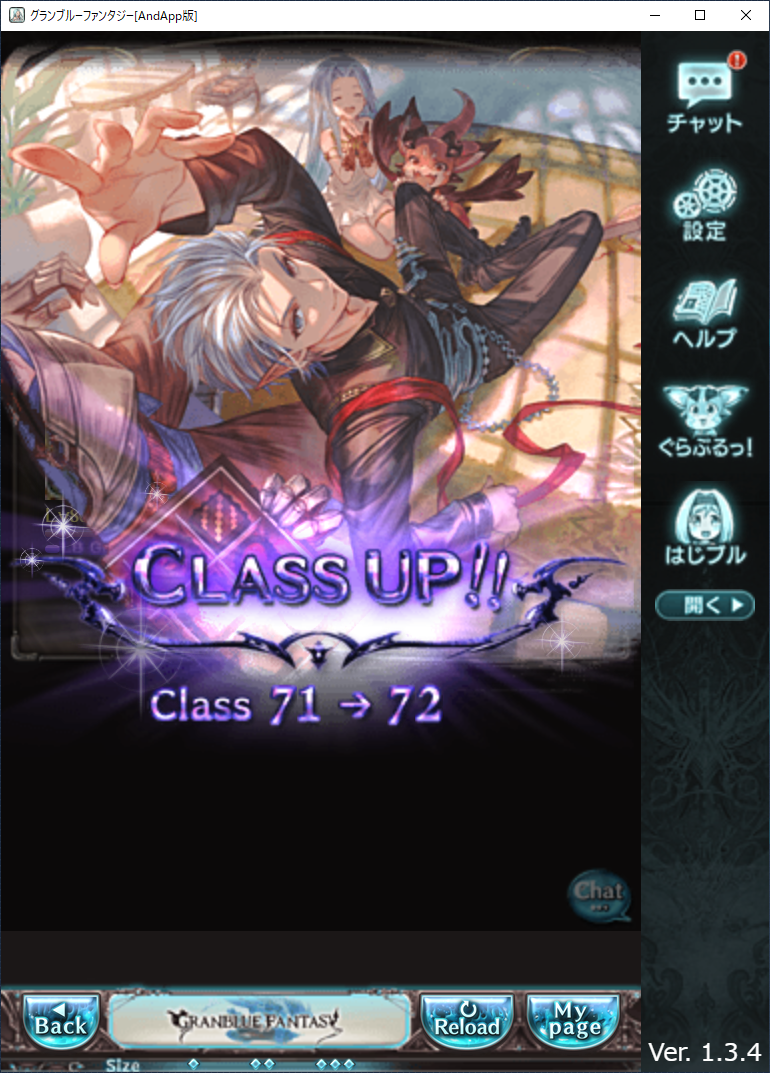 グランブルーファンタジー[AndApp版]
チャット
設定
ヘルプ
ぐらぶるっ!
はじブル
開く
CLASS UP!!
Class 71 → 72
Chat
Back
GRANBLUE FANTASY
Reload
My page
Size
Ver. 1.3.4